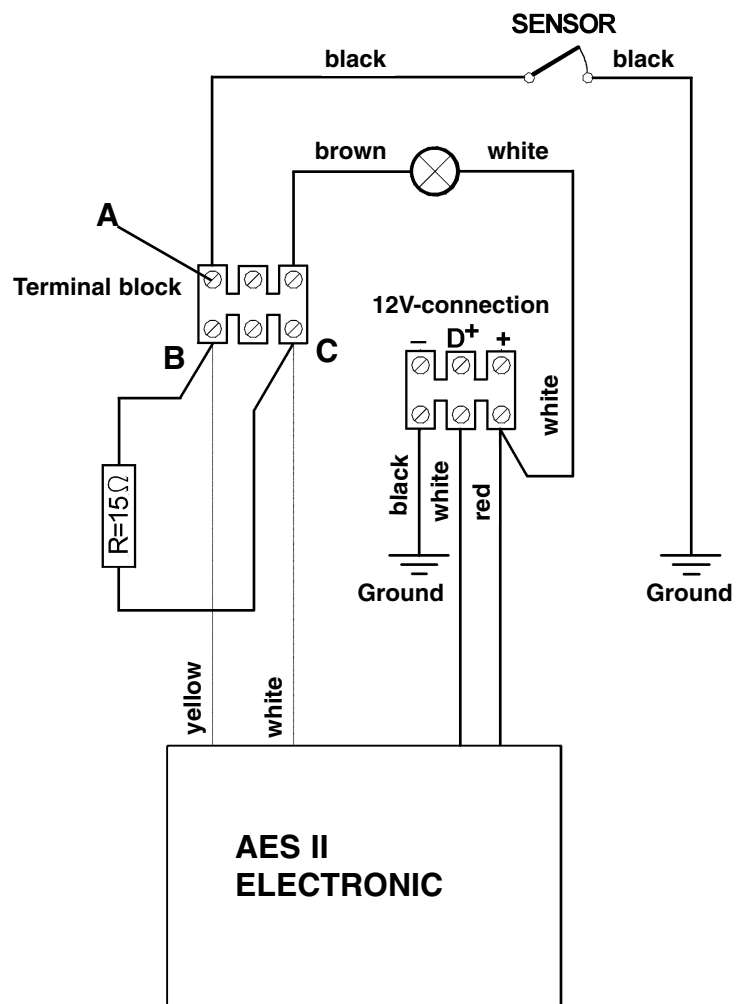 SENSOR
black
black
brown
white
A
Terminal block
12V-connection
– D+ +
B
C
white
R=15Ω
black
white
red
Ground
Ground
yellow
white
AES II
ELECTRONIC